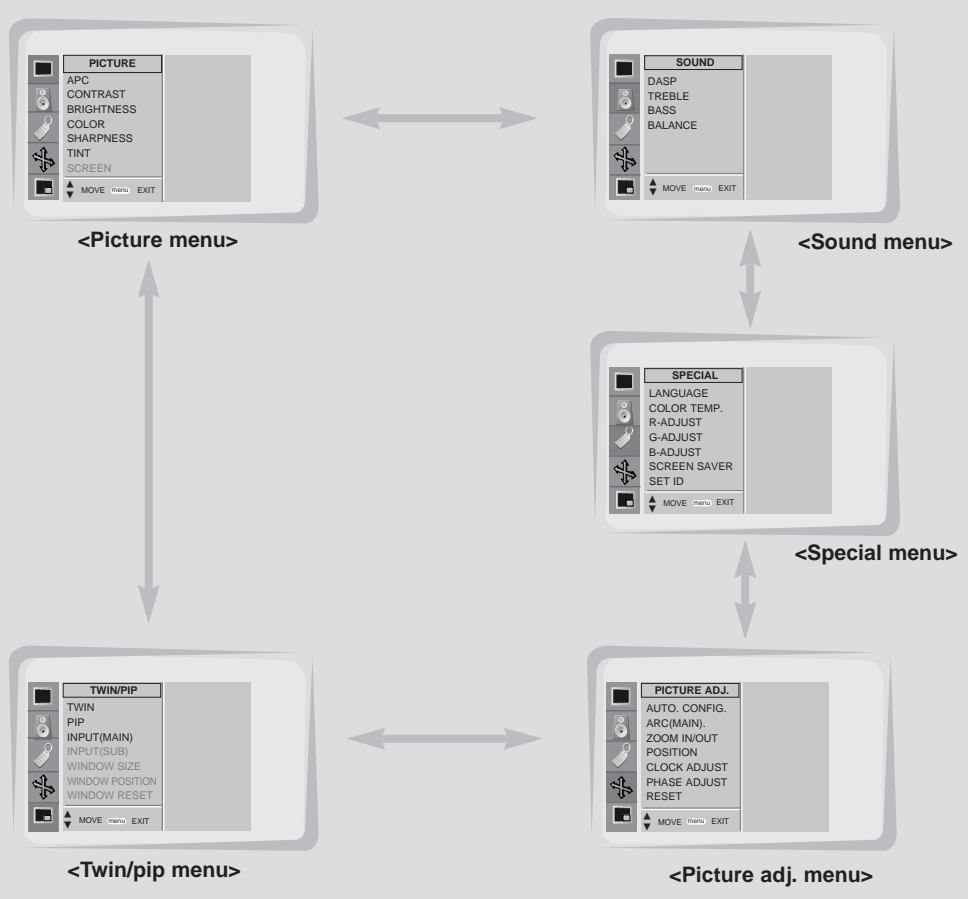 PICTURE
APC
CONTRAST
BRIGHTNESS
COLOR
SHARPNESS
TINT
SCREEN
MOVE menu EXIT
<Picture menu>
SOUND
DASP
TREBLE
BASS
BALANCE
MOVE menu EXIT
<Sound menu>
SPECIAL
LANGUAGE
COLOR TEMP.
R-ADJUST
G-ADJUST
B-ADJUST
SCREEN SAVER
SET ID
MOVE menu EXIT
<Special menu>
TWIN/PIP
TWIN
PIP
INPUT(MAIN)
INPUT(SUB)
WINDOW SIZE
WINDOW POSITION
WINDOW RESET
MOVE menu EXIT
<Twin/pip menu>
PICTURE ADJ.
AUTO. CONFIG.
ARC(MAIN).
ZOOM IN/OUT
POSITION
CLOCK ADJUST
PHASE ADJUST
RESET
MOVE menu EXIT
<Picture adj. menu>